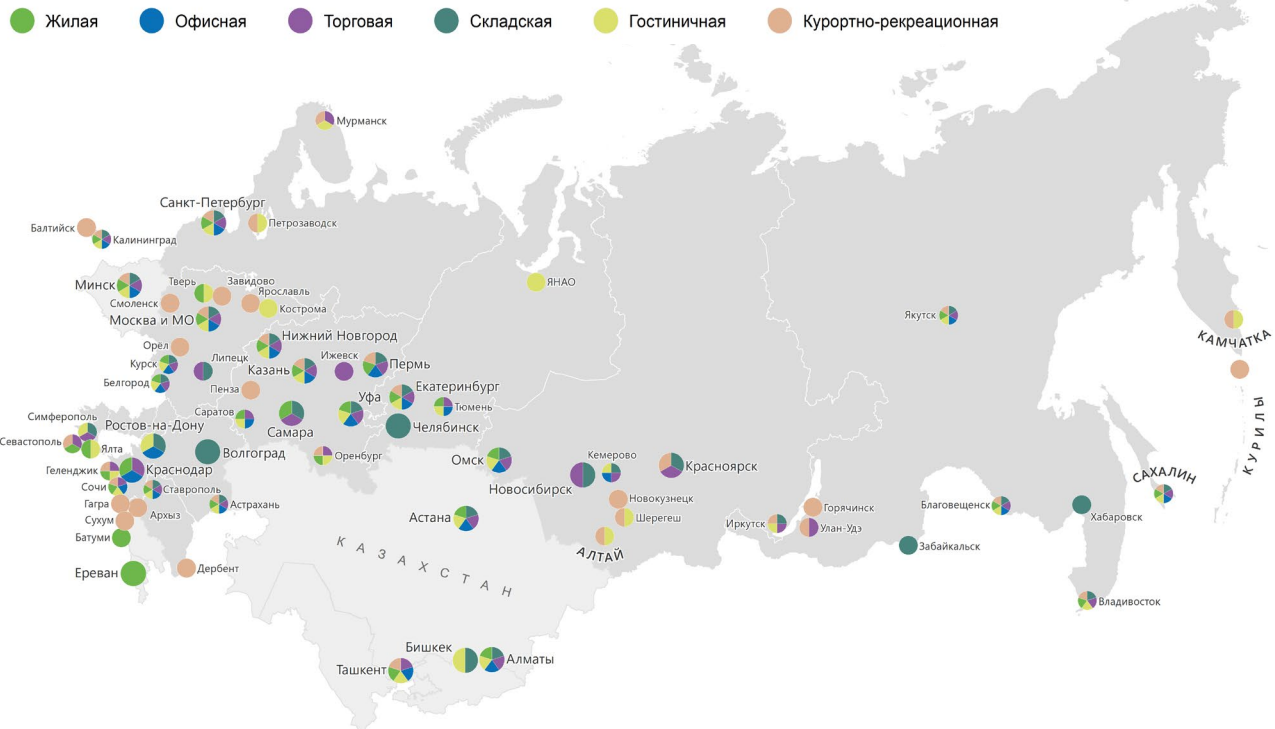 Жилая
Офисная
Торговая
Складская
Гостиничная
Курортно-рекреационная
Мурманск
Санкт-Петербург
Петрозаводск
Балтийск
Калининград
Минск
Тверь
Завидово
ЯНАО
Смоленск
Ярославль
Кострома
Москва и МО
Якутск
КАМЧАТКА
Нижний Новгород
Орёл
Липецк
Ижевск
Курск
Казань
Пермь
Белгород
Пенза
Екатеринбург
Уфа
Тюмень
Саратов
Самара
Челябинск
КУРИЛЫ
Симферополь
Ростов-на-Дону
Севастополь
Ялта
Волгоград
Оренбург
Омск
Кемерово
Красноярск
Геленджик
Краснодар
Новосибирск
САХАЛИН
Сочи
Ставрополь
Новокузнецк
Гагра
Архыз
Астрахань
Горячинск
Благовещенск
Хабаровск
Сухум
Астана
Шерегеш
Иркутск
Улан-Удэ
Батуми
АЛТАЙ
Забайкальск
КАЗАХСТАН
Ереван
Дербент
Владивосток
Бишкек
Алматы
Ташкент